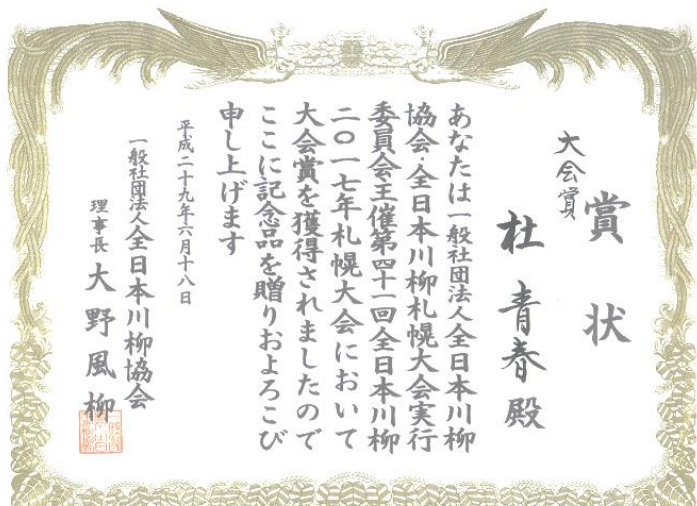 賞状
大会賞
杜青春殿
あなたは一般社団法人全日本川柳
協会・全日本川柳札幌大会実行
委員会主催第四十一回全日本川柳
二〇一七年札幌大会において
大会賞を獲得されましたので
ここに記念品を贈りおよろこび
申し上げます
平成二十九年六月十八日
一般社団法人全日本川柳協会
理事長 大野風柳